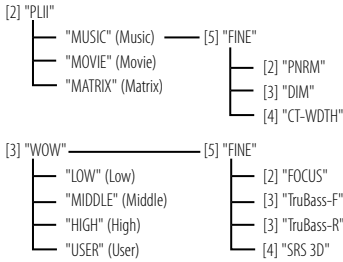 [2] "PLII"
"MUSIC" (Music) [5] "FINE"
"MOVIE" (Movie) [2] "PNRM"
"MATRIX" (Matrix) [3] "DIM"
[4] "CT-WDTH"
[3] "WOW" [5] "FINE"
"LOW" (Low) [2] "FOCUS"
"MIDDLE" (Middle) [3] "TruBass-F"
"HIGH" (High) [3] "TruBass-R"
"USER" (User) [4] "SRS 3D"